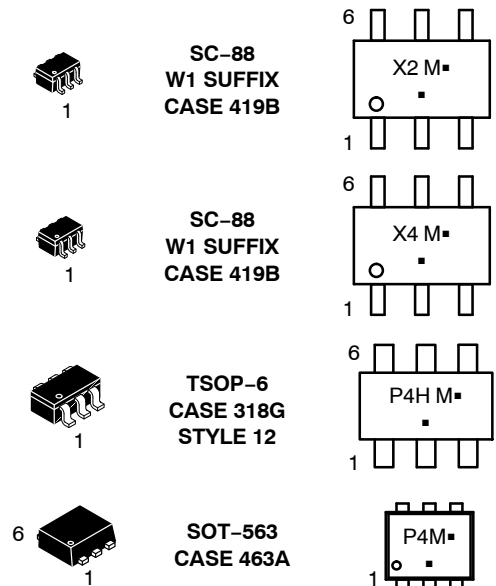 6
SC−88
W1 SUFFIX
CASE 419B
X2 M▪
▪
1
1
6
SC−88
W1 SUFFIX
CASE 419B
X4 M▪
▪
1
1
6
TSOP−6
CASE 318G
STYLE 12
P4H M▪
▪
1
1
6
SOT−563
CASE 463A
P4M▪
▪
1
1